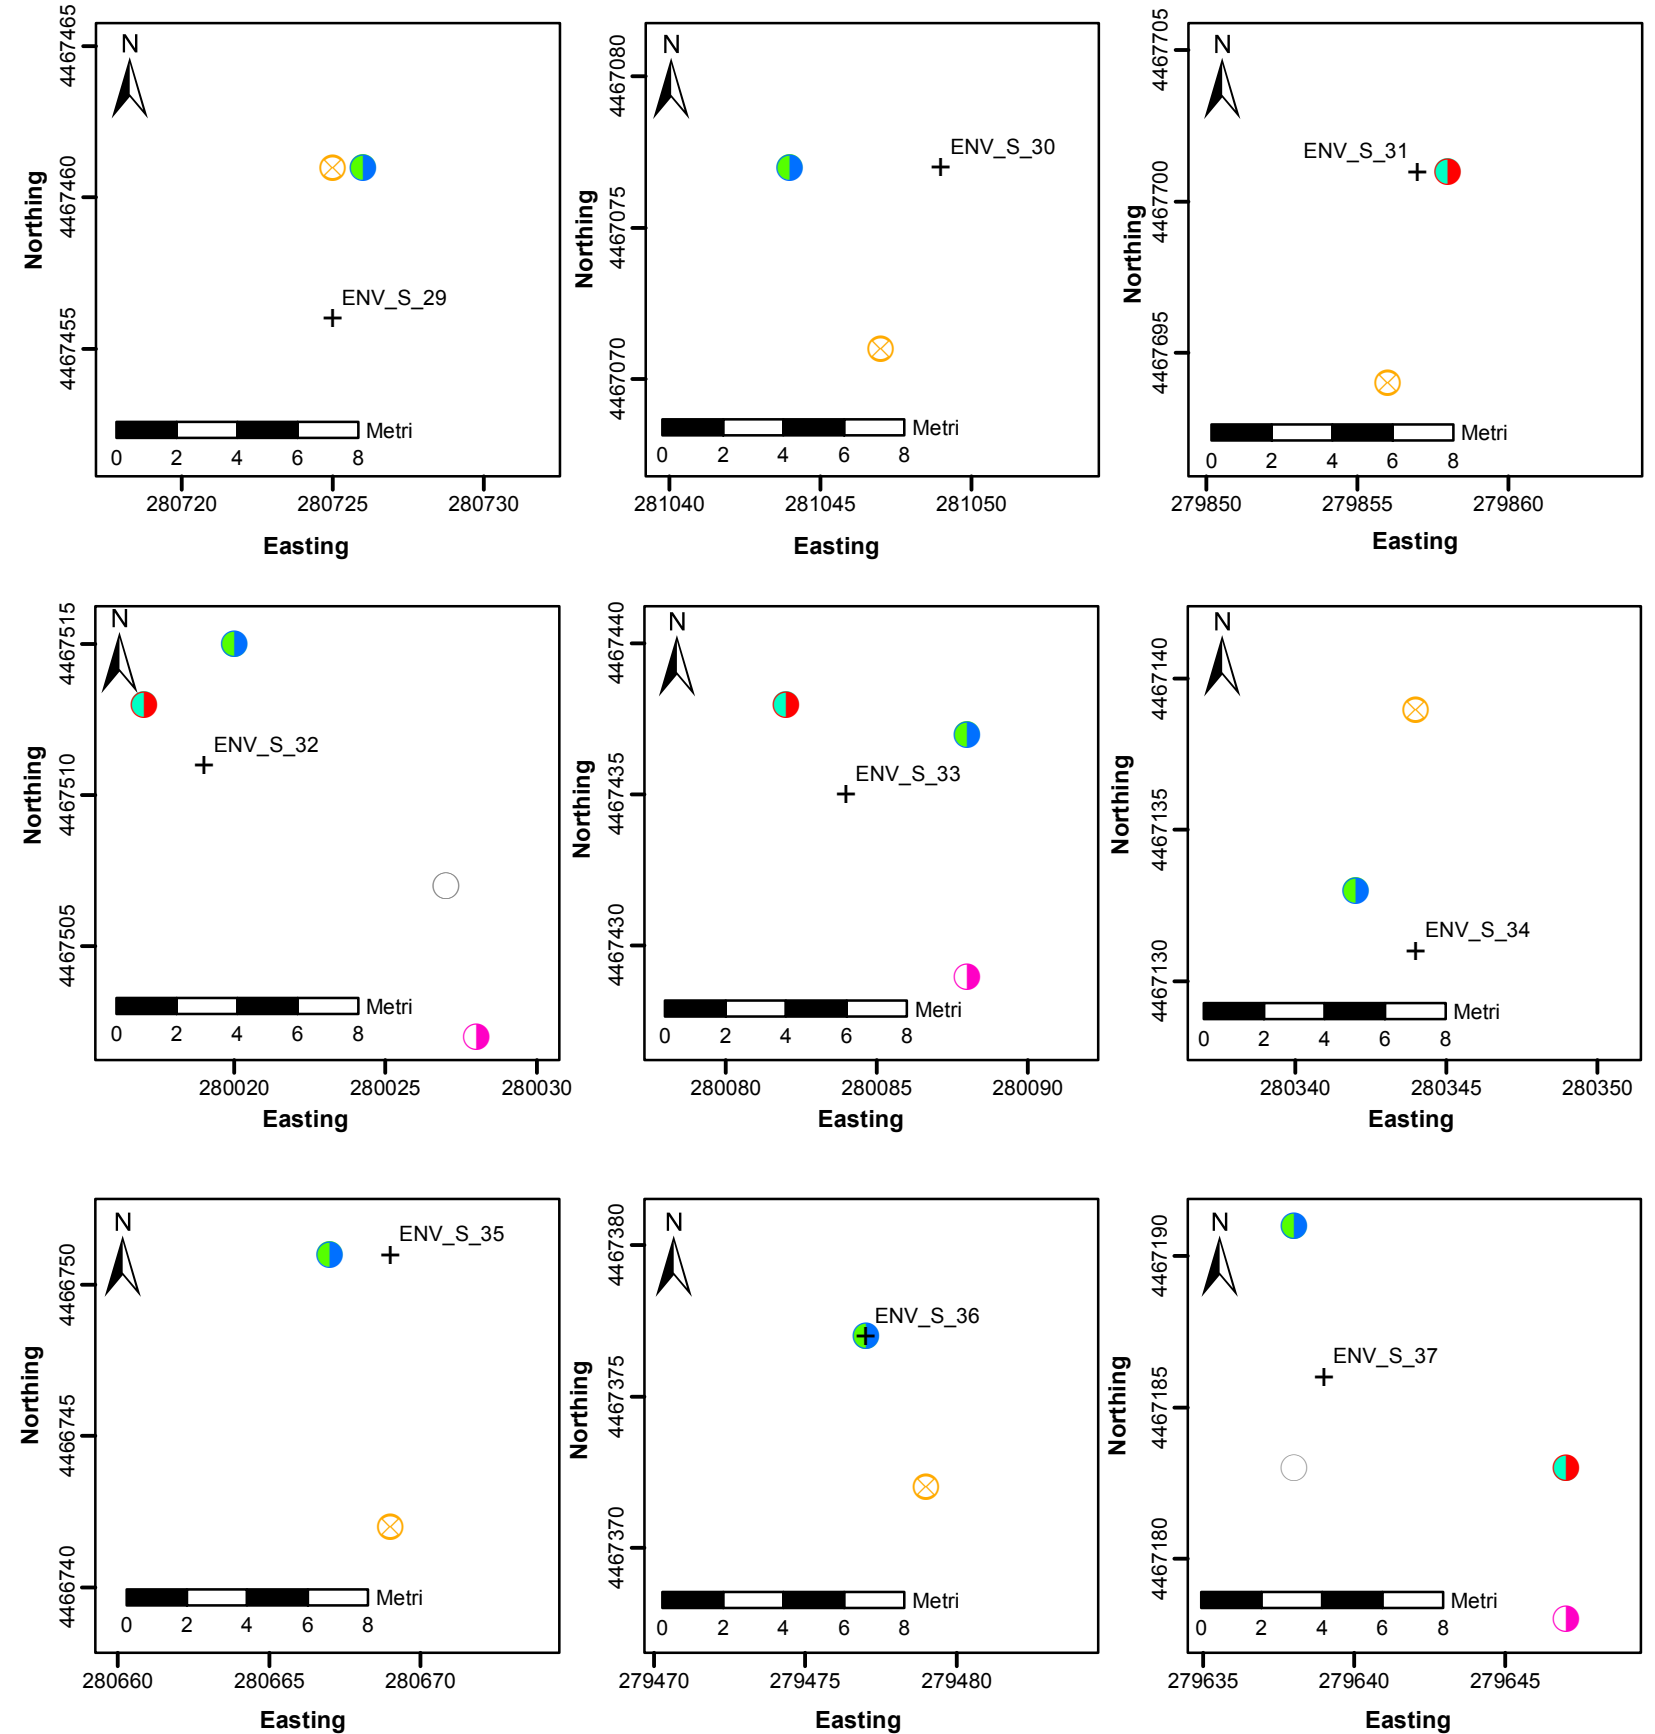 N
4467465
4467460
4467455
Northing
ENV_S_29
Metri
0 2 4 6 8
280720 280725 280730
Easting
N
4467080
4467075
4467070
Northing
ENV_S_30
Metri
0 2 4 6 8
281040 281045 281050
Easting
N
4467705
4467700
4467695
Northing
ENV_S_31
Metri
0 2 4 6 8
279850 279855 279860
Easting
N
4467515
4467510
4467505
Northing
ENV_S_32
Metri
0 2 4 6 8
280020 280025 280030
Easting
N
4467440
4467435
4467430
Northing
ENV_S_33
Metri
0 2 4 6 8
280080 280085 280090
Easting
N
4467140
4467135
4467130
Northing
ENV_S_34
Metri
0 2 4 6 8
280340 280345 280350
Easting
N
4466750
4466745
4466740
Northing
ENV_S_35
Metri
0 2 4 6 8
280660 280665 280670
Easting
N
4467380
4467375
4467370
Northing
ENV_S_36
Metri
0 2 4 6 8
279470 279475 279480
Easting
N
4467190
4467185
4467180
Northing
ENV_S_37
Metri
0 2 4 6 8
279635 279640 279645
Easting